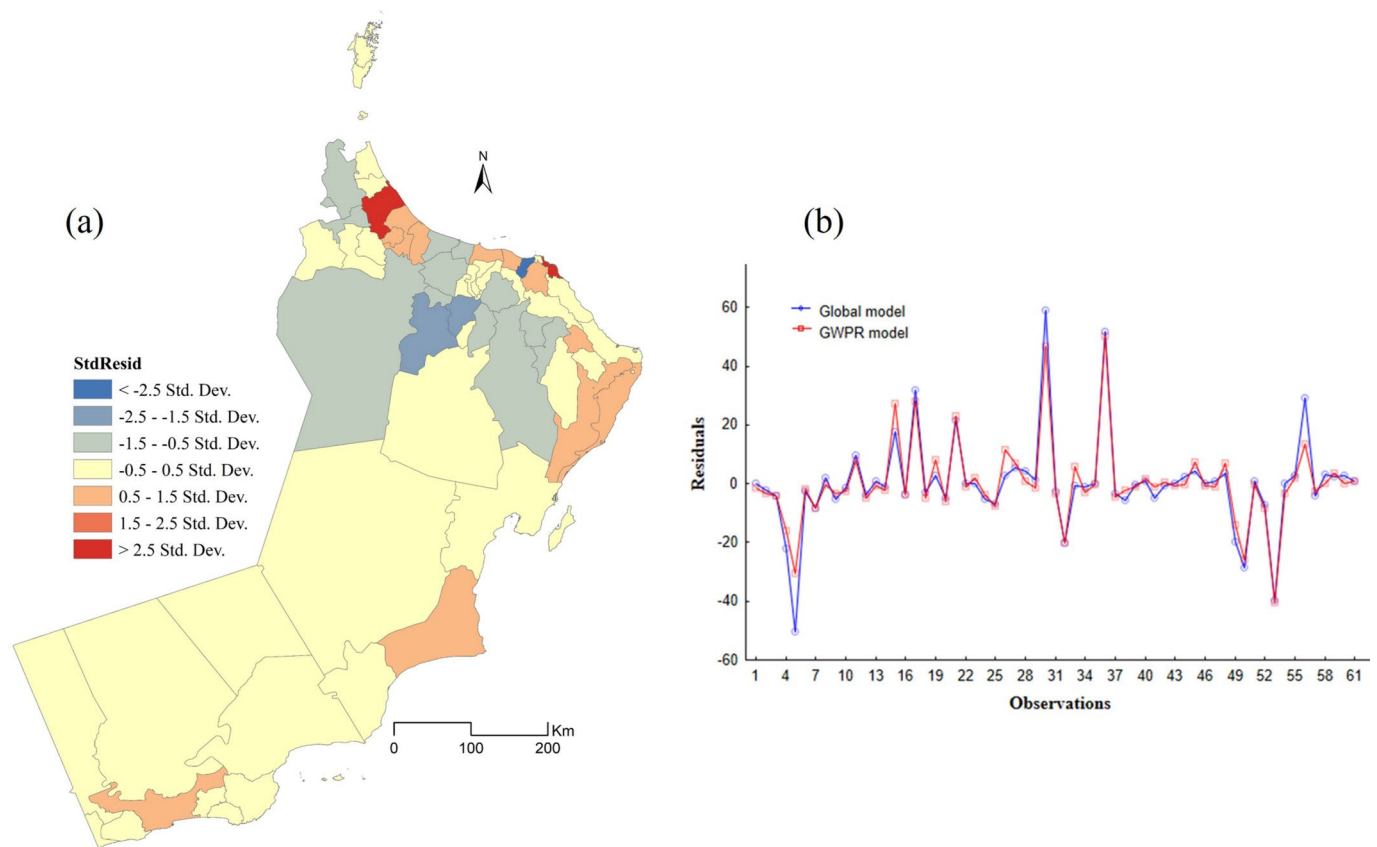 (a)
N
StdResid
< -2.5 Std. Dev.
-2.5 - -1.5 Std. Dev.
-1.5 - -0.5 Std. Dev.
-0.5 - 0.5 Std. Dev.
0.5 - 1.5 Std. Dev.
1.5 - 2.5 Std. Dev.
> 2.5 Std. Dev.
Km
0 100 200
(b)
Global model
GWPR model
Residuals
60
40
20
0
-20
-40
-60
1 4 7 10 13 16 19 22 25 28 31 34 37 40 43 46 49 52 55 58 61
Observations